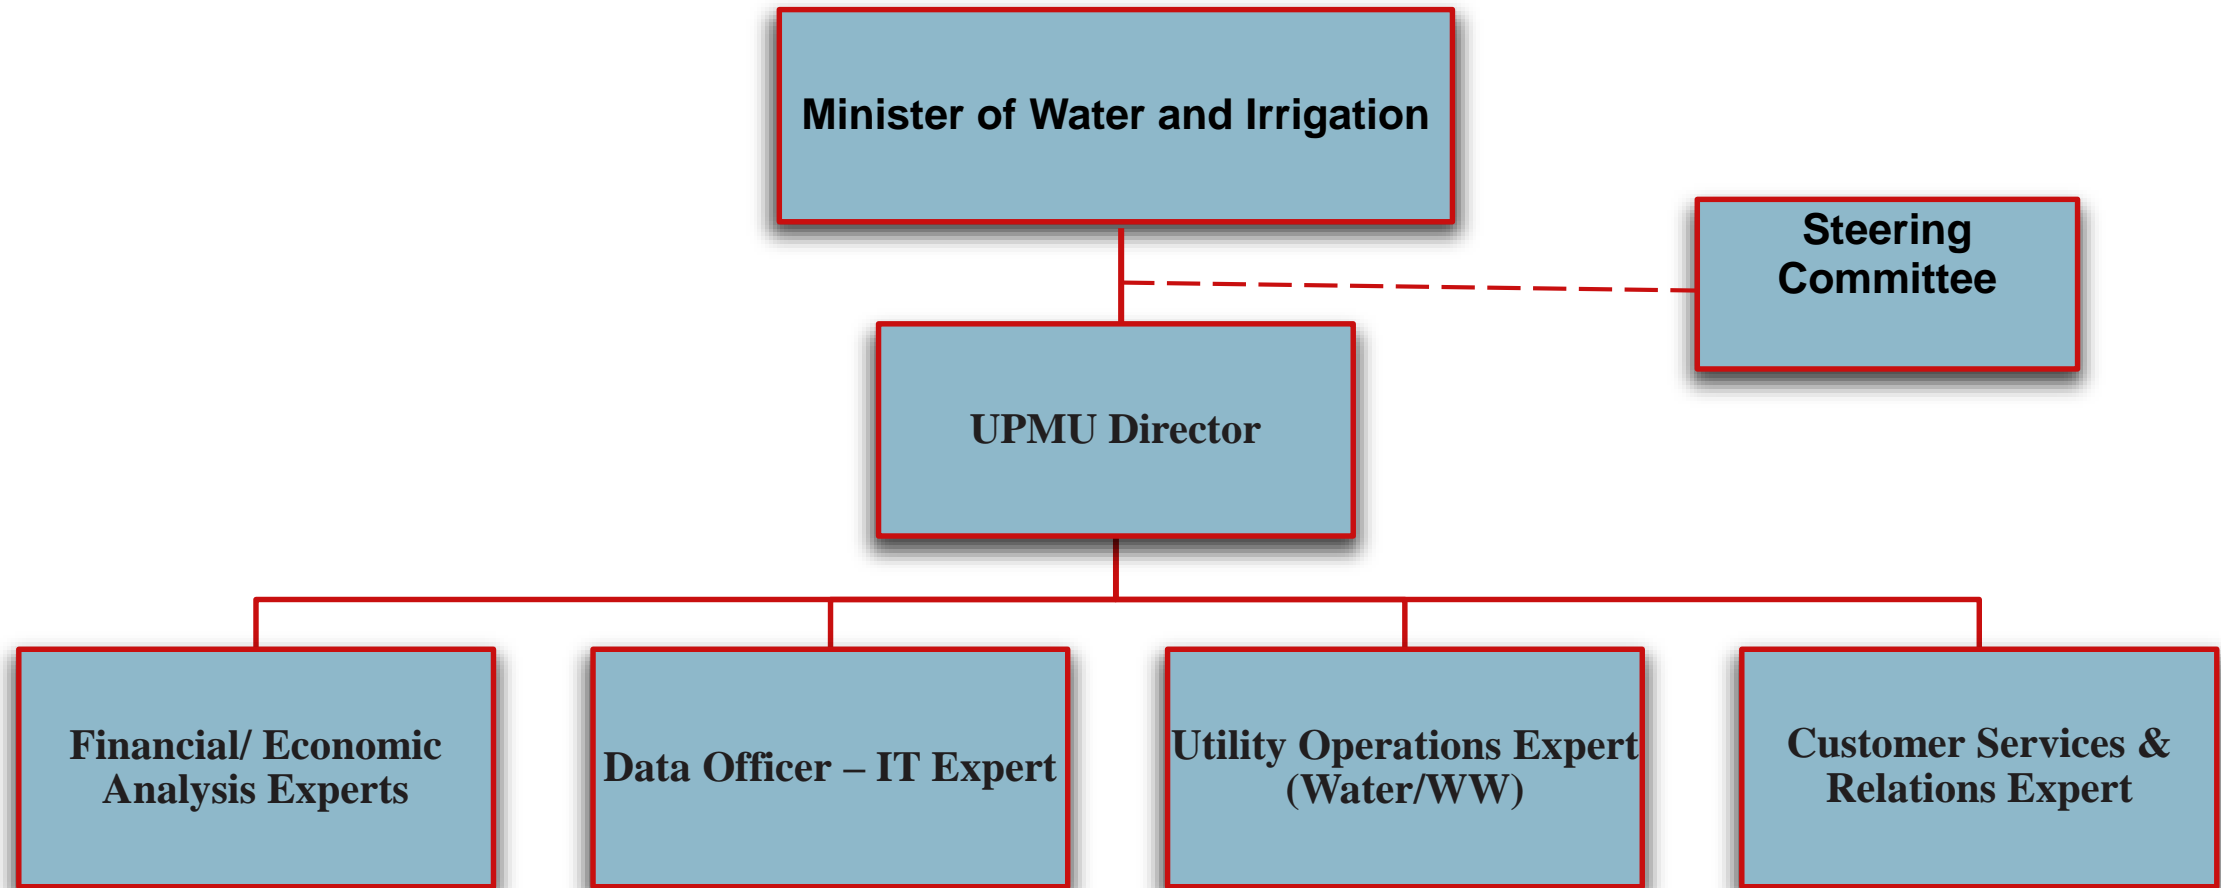 Minister of Water and Irrigation
Steering
Committee
UPMU Director
Financial/ Economic
Analysis Experts
Data Officer – IT Expert
Utility Operations Expert
(Water/WW)
Customer Services &
Relations Expert